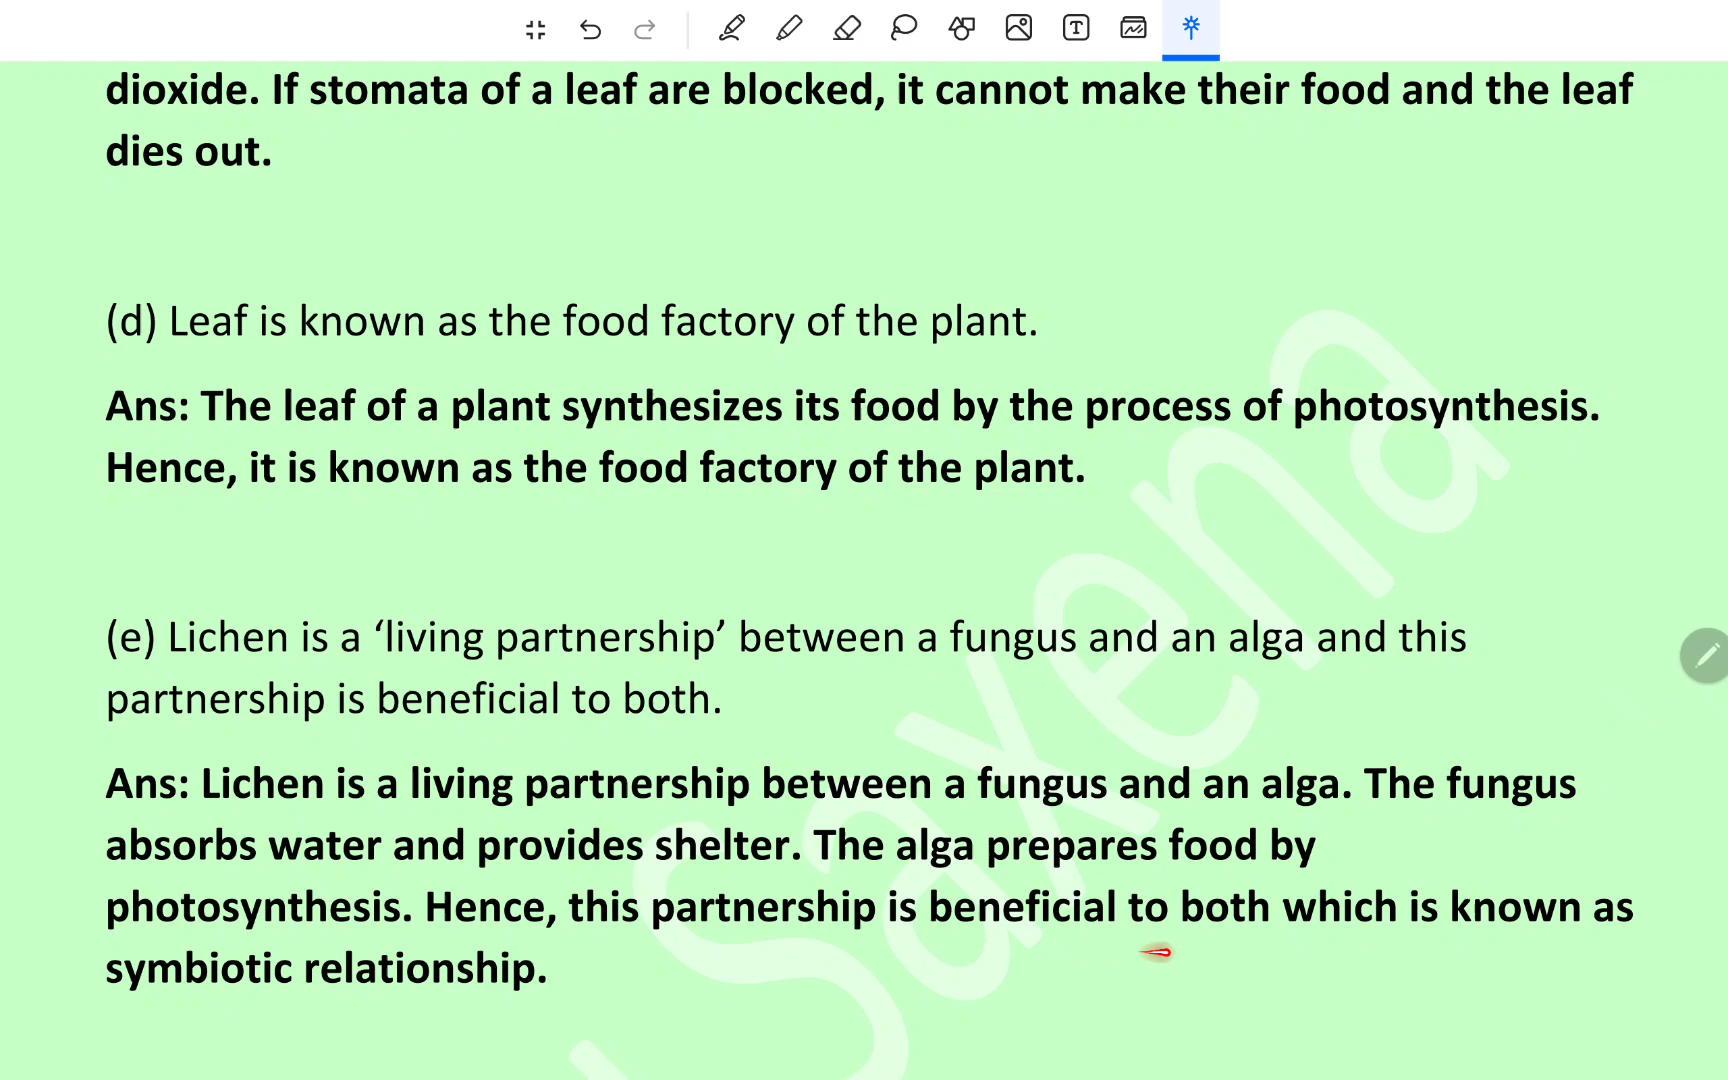 dioxide. If stomata of a leaf are blocked, it cannot make their food and the leaf
dies out.
(d) Leaf is known as the food factory of the plant.
Ans: The leaf of a plant synthesizes its food by the process of photosynthesis.
Hence, it is known as the food factory of the plant.
(e) Lichen is a ‘living partnership’ between a fungus and an alga and this
partnership is beneficial to both.
Ans: Lichen is a living partnership between a fungus and an alga. The fungus
absorbs water and provides shelter. The alga prepares food by
photosynthesis. Hence, this partnership is beneficial to both which is known as
symbiotic relationship.
Saxena